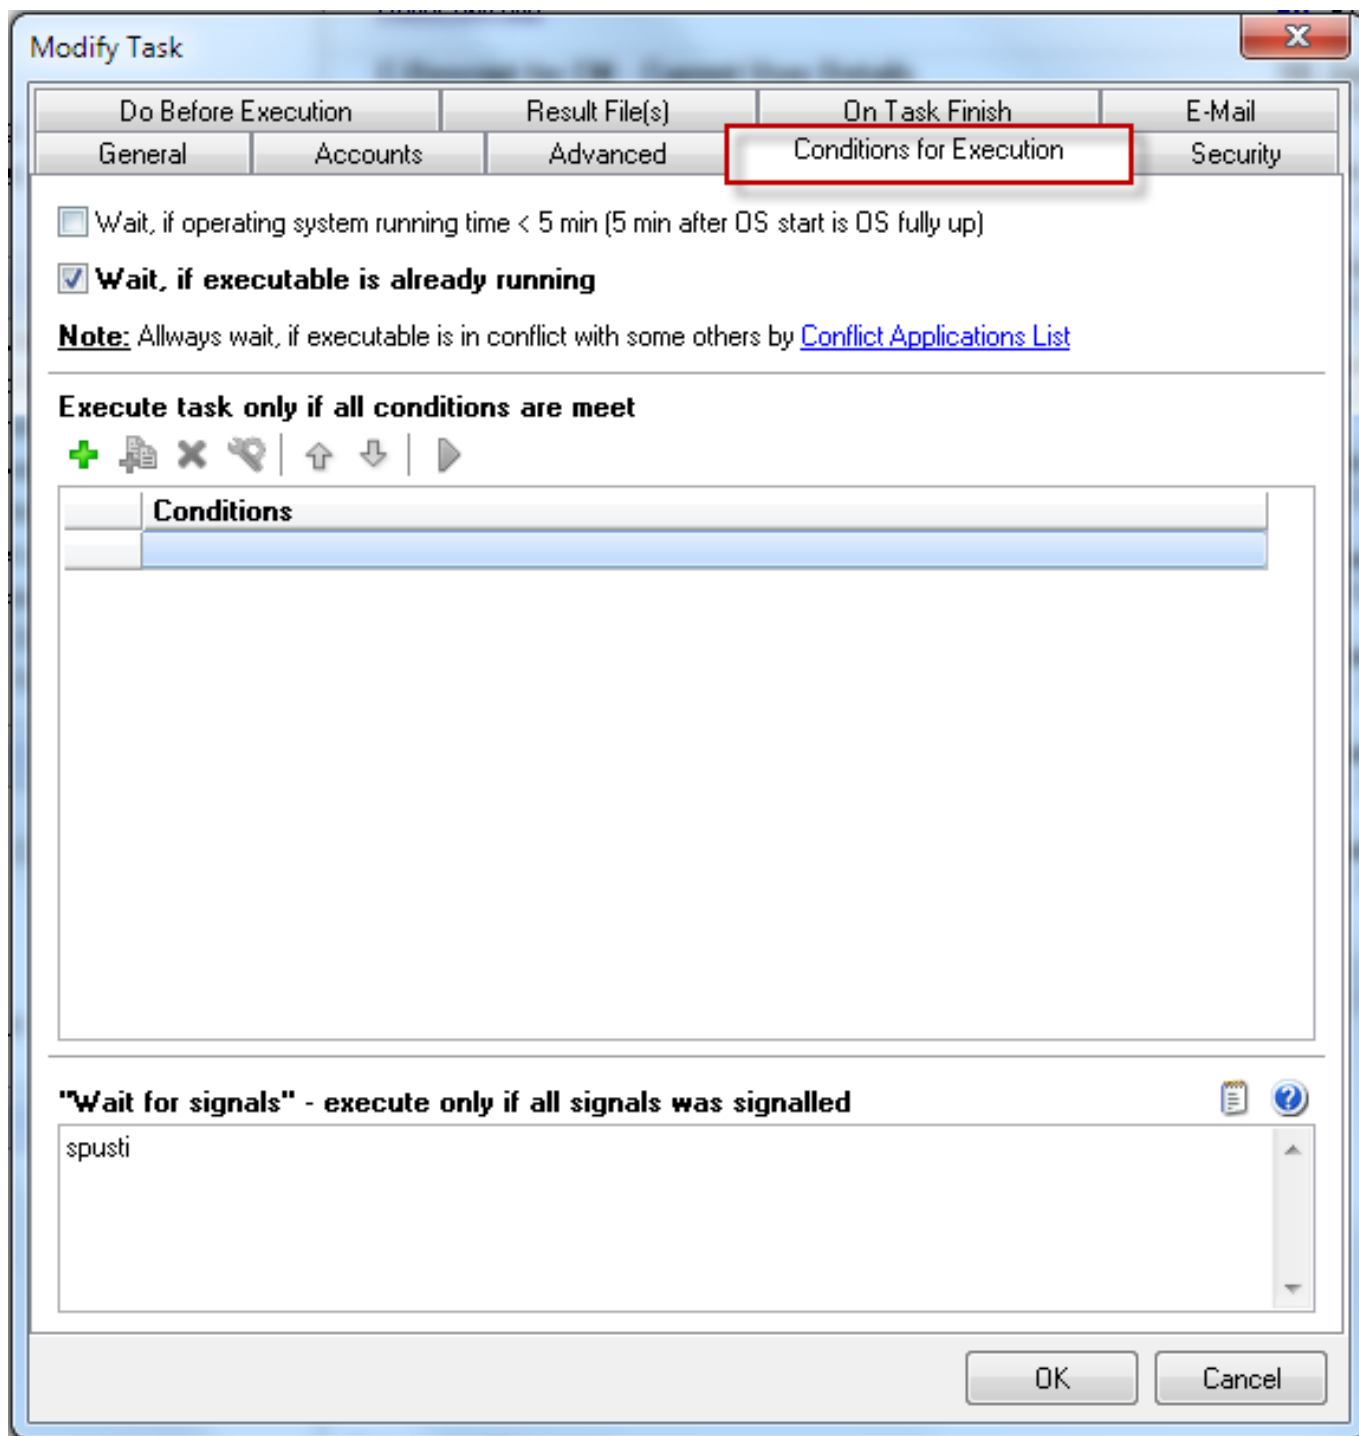 Modify Task
Do Before Execution Result File(s) On Task Finish E-Mail
General Accounts Advanced Conditions for Execution Security
Wait, if operating system running time < 5 min (5 min after OS start is OS fully up)
Wait, if executable is already running
Note: Allways wait, if executable is in conflict with some others by Conflict Applications List
Execute task only if all conditions are meet
Conditions
"Wait for signals" - execute only if all signals was signalled
spusti
OK Cancel